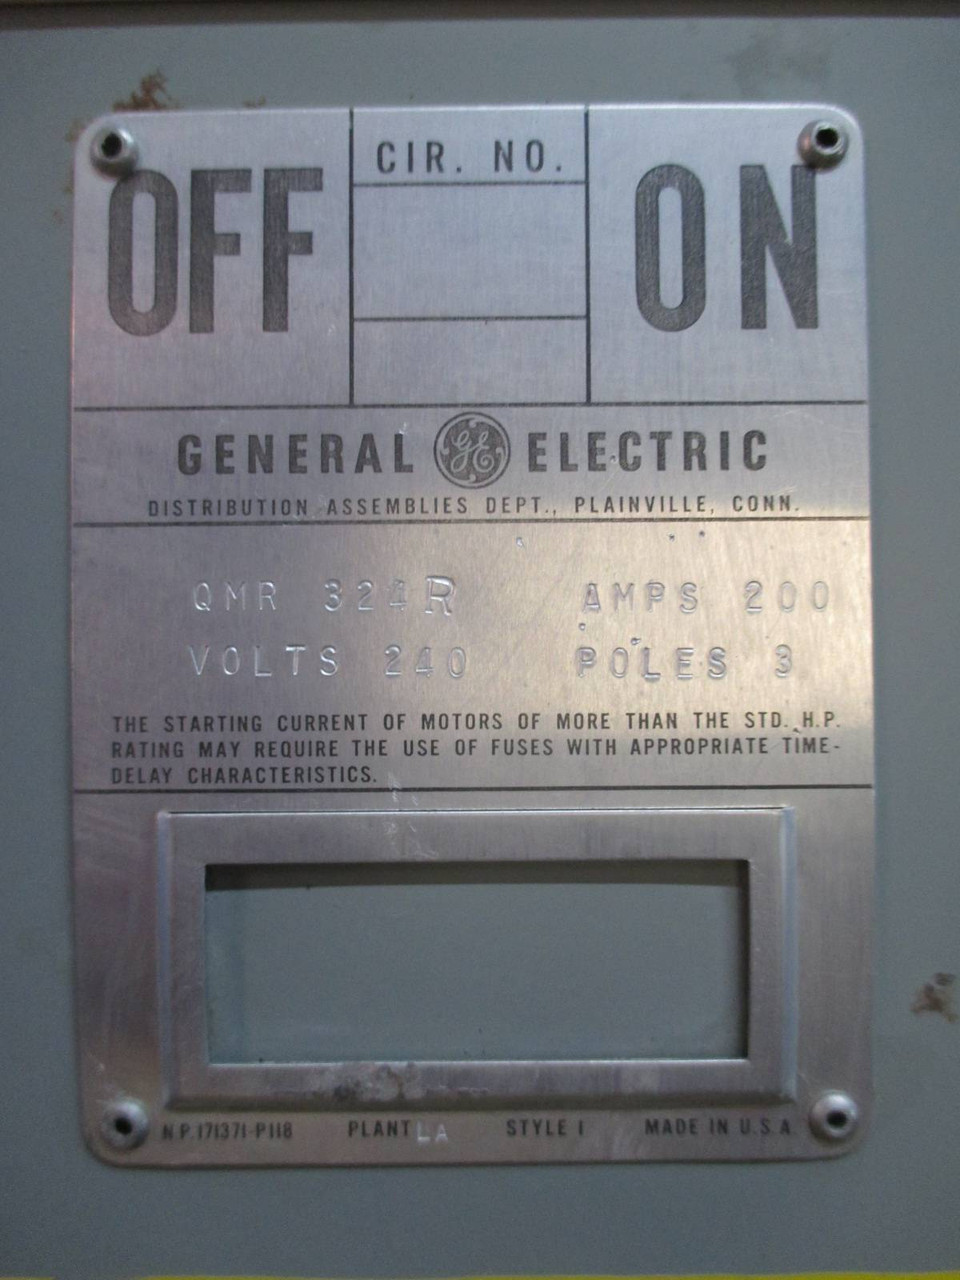 OFF
CIR. NO.
ON
GENERAL GE ELECTRIC
DISTRIBUTION ASSEMBLIES DEPT., PLAINVILLE, CONN.
QMR 324R AMPS 200
VOLTS 240 POLES 3
THE STARTING CURRENT OF MOTORS OF MORE THAN THE STD. H.P.
RATING MAY REQUIRE THE USE OF FUSES WITH APPROPRIATE TIME-
DELAY CHARACTERISTICS.
N.P. 171371-P118 PLANT LA STYLE I MADE IN U.S.A.